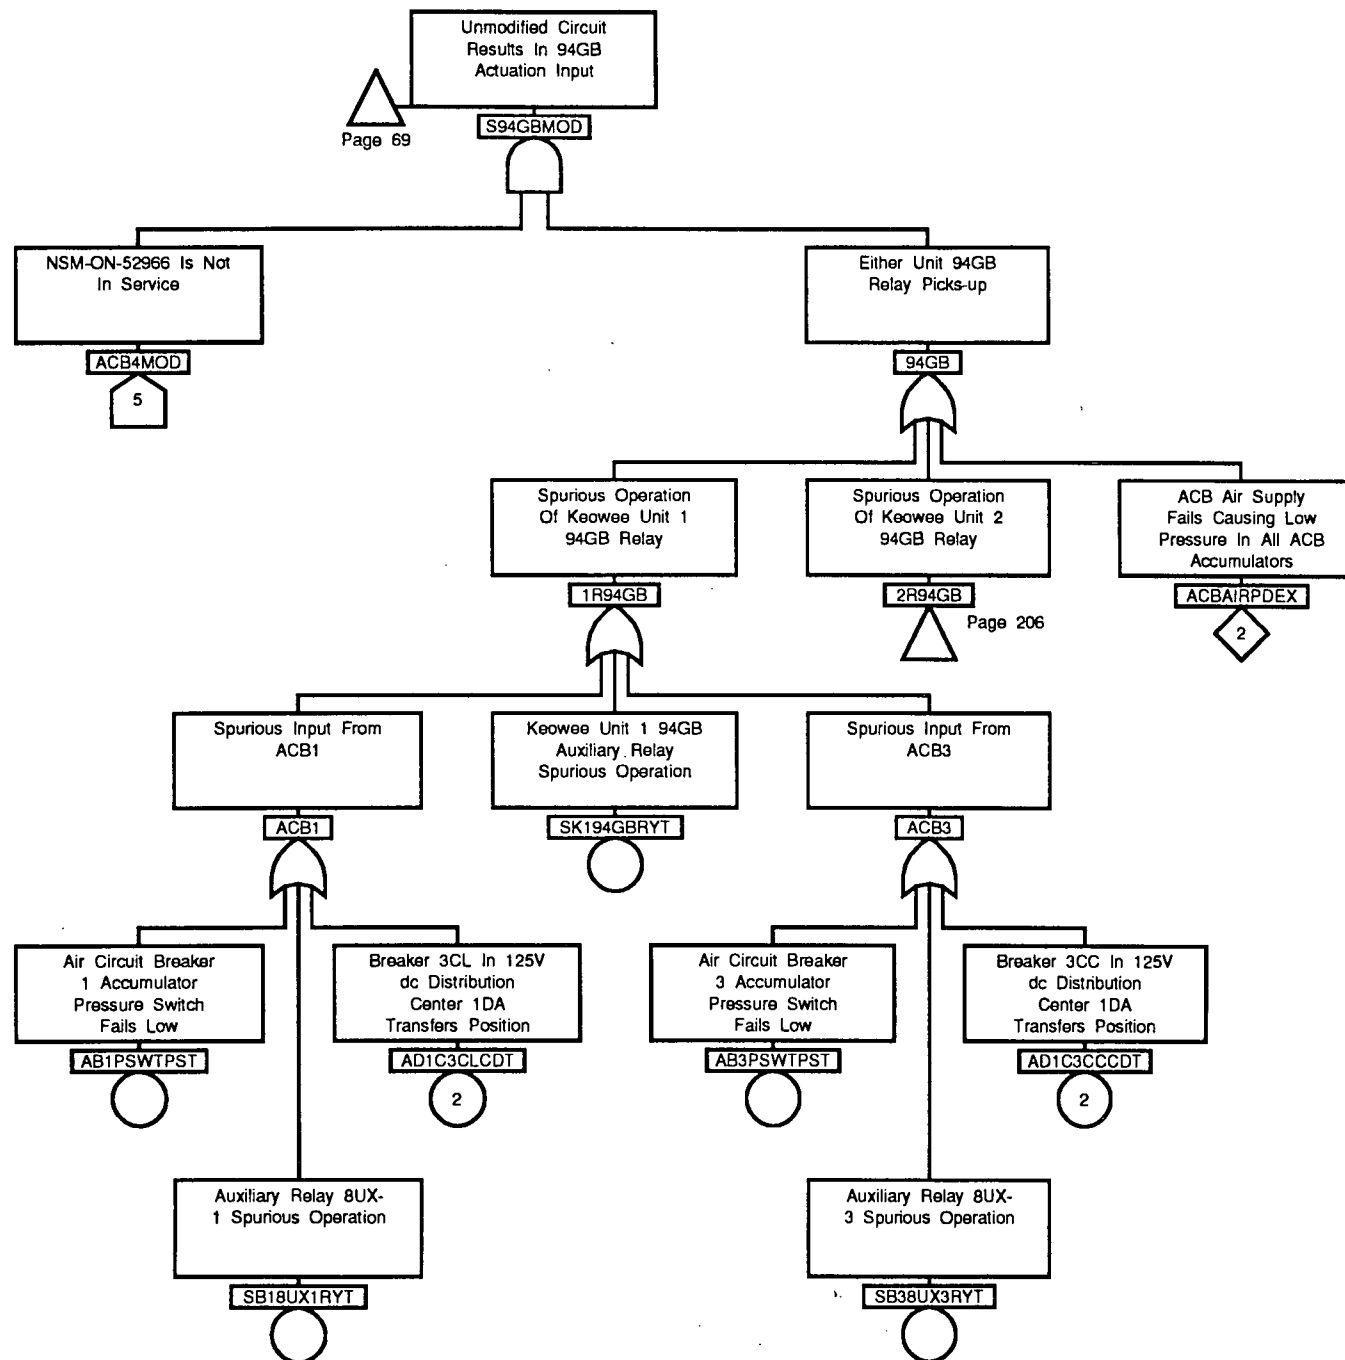 Unmodified Circuit
Results In 94GB
Actuation Input
Page 69
S94GBMOD
NSM-ON-52966 Is Not
In Service
ACB4MOD
5
Either Unit 94GB
Relay Picks-up
94GB
Spurious Operation
Of Keowee Unit 1
94GB Relay
1R94GB
Spurious Operation
Of Keowee Unit 2
94GB Relay
2R94GB
Page 206
ACB Air Supply
Fails Causing Low
Pressure In All ACB
Accumulators
ACBAIRPDEX
2
Spurious Input From
ACB1
ACB1
Keowee Unit 1 94GB
Auxiliary Relay
Spurious Operation
SK194GBRYT
Spurious Input From
ACB3
ACB3
Air Circuit Breaker
1 Accumulator
Pressure Switch
Fails Low
AB1PSWTPST
Breaker 3CL In 125V
dc Distribution
Center 1DA
Transfers Position
AD1C3CLCDT
2
Air Circuit Breaker
3 Accumulator
Pressure Switch
Fails Low
AB3PSWTPST
Breaker 3CC In 125V
dc Distribution
Center 1DA
Transfers Position
AD1C3CCCDT
2
Auxiliary Relay 8UX-
1 Spurious Operation
SB18UX1RYT
Auxiliary Relay 8UX-
3 Spurious Operation
SB38UX3RYT